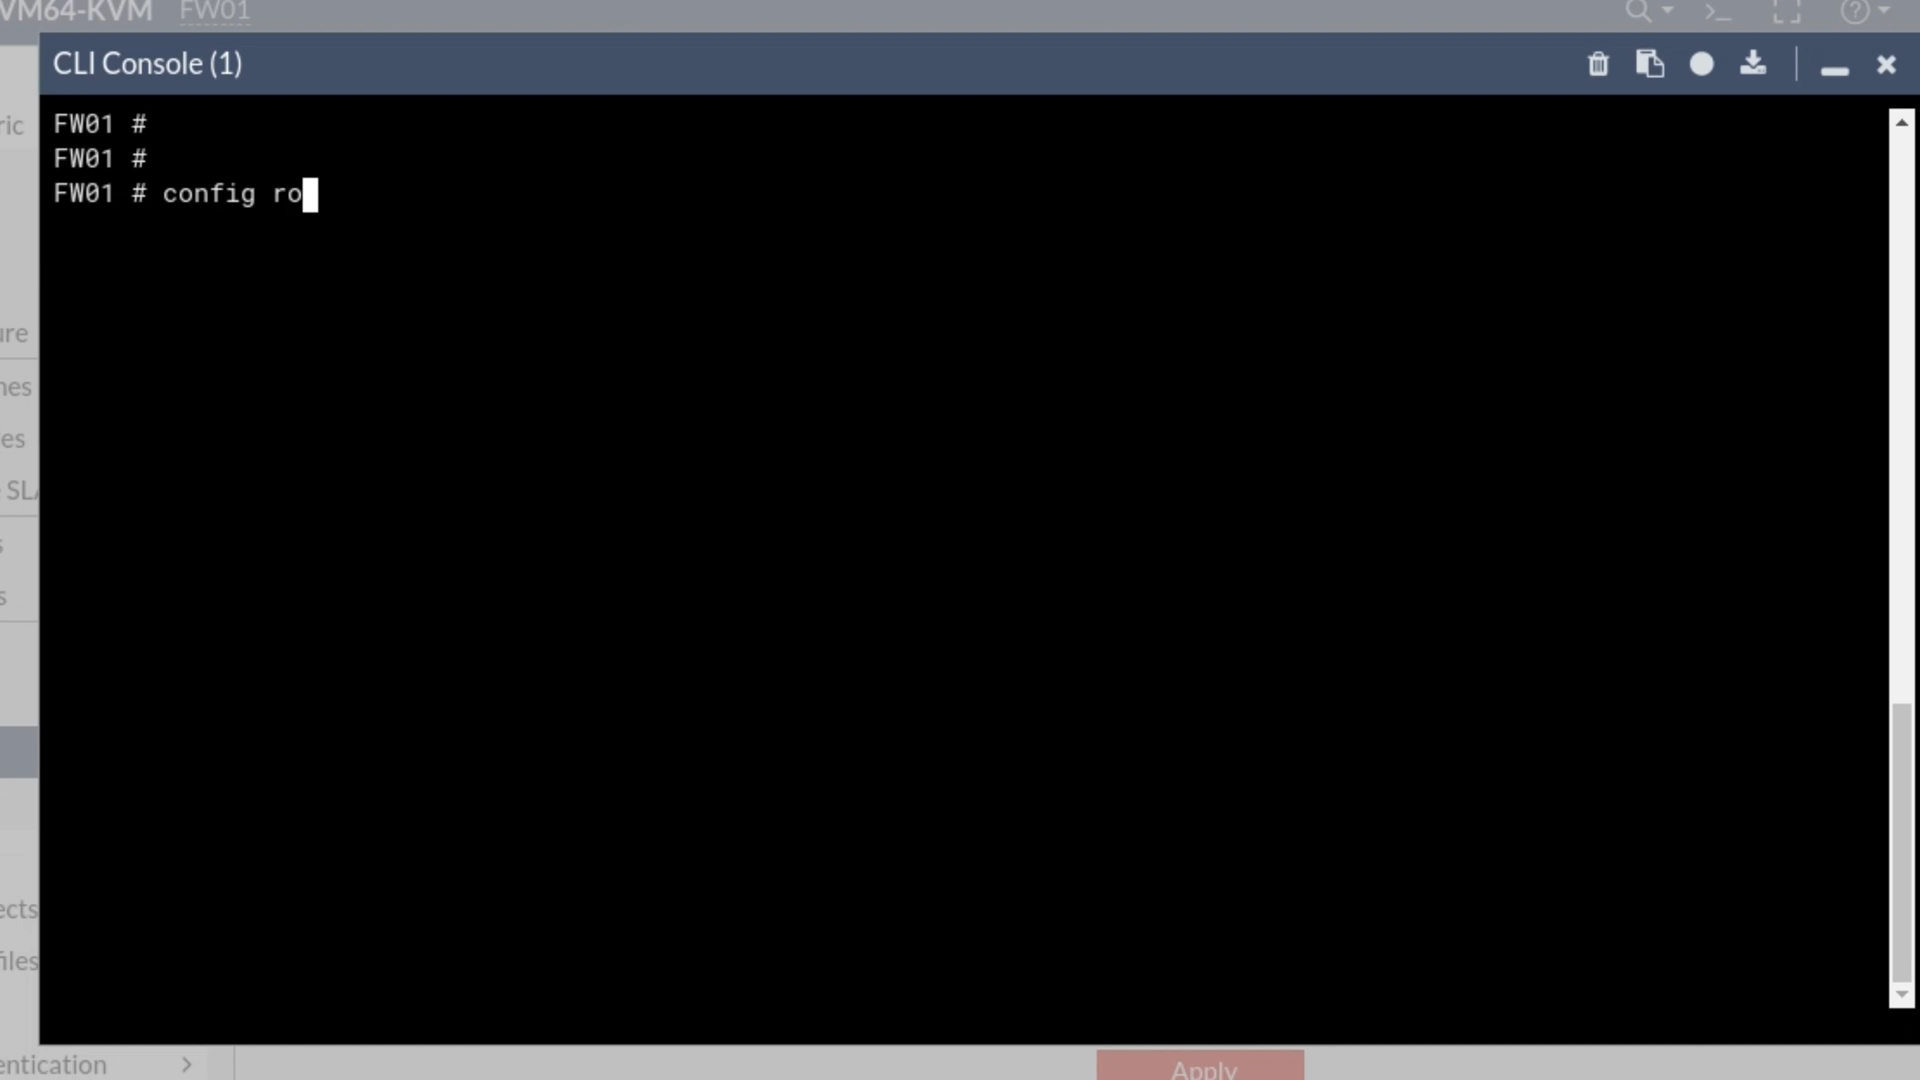 VM64-KVM FW01
CLI Console (1)
FW01 #
FW01 #
FW01 # config ro
ric
ure
nes
es
SL
s
s
ects
files
entication
Apply